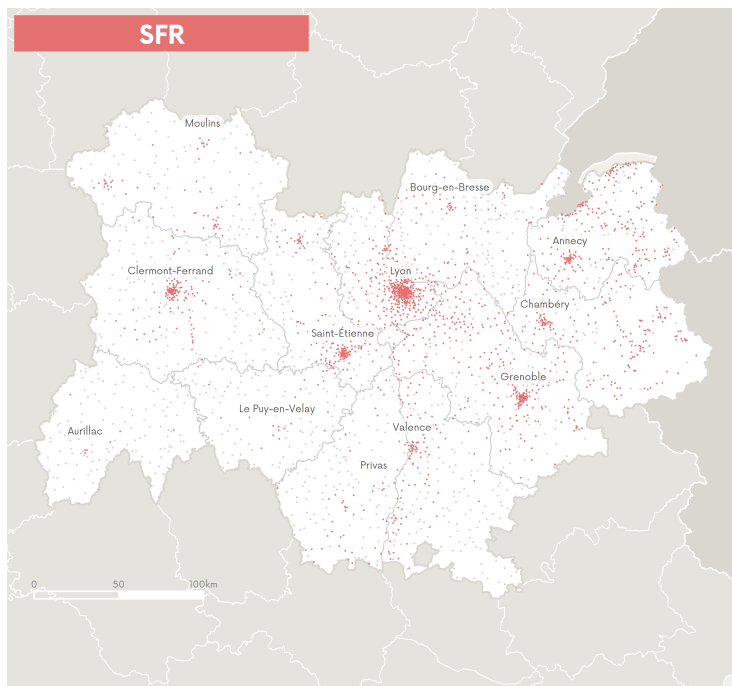 SFR
Moulins
Bourg-en-Bresse
Annecy
Clermont-Ferrand
Lyon
Chambéry
Saint-Étienne
Grenoble
Le Puy-en-Velay
Aurillac
Valence
Privas
0 50 100km